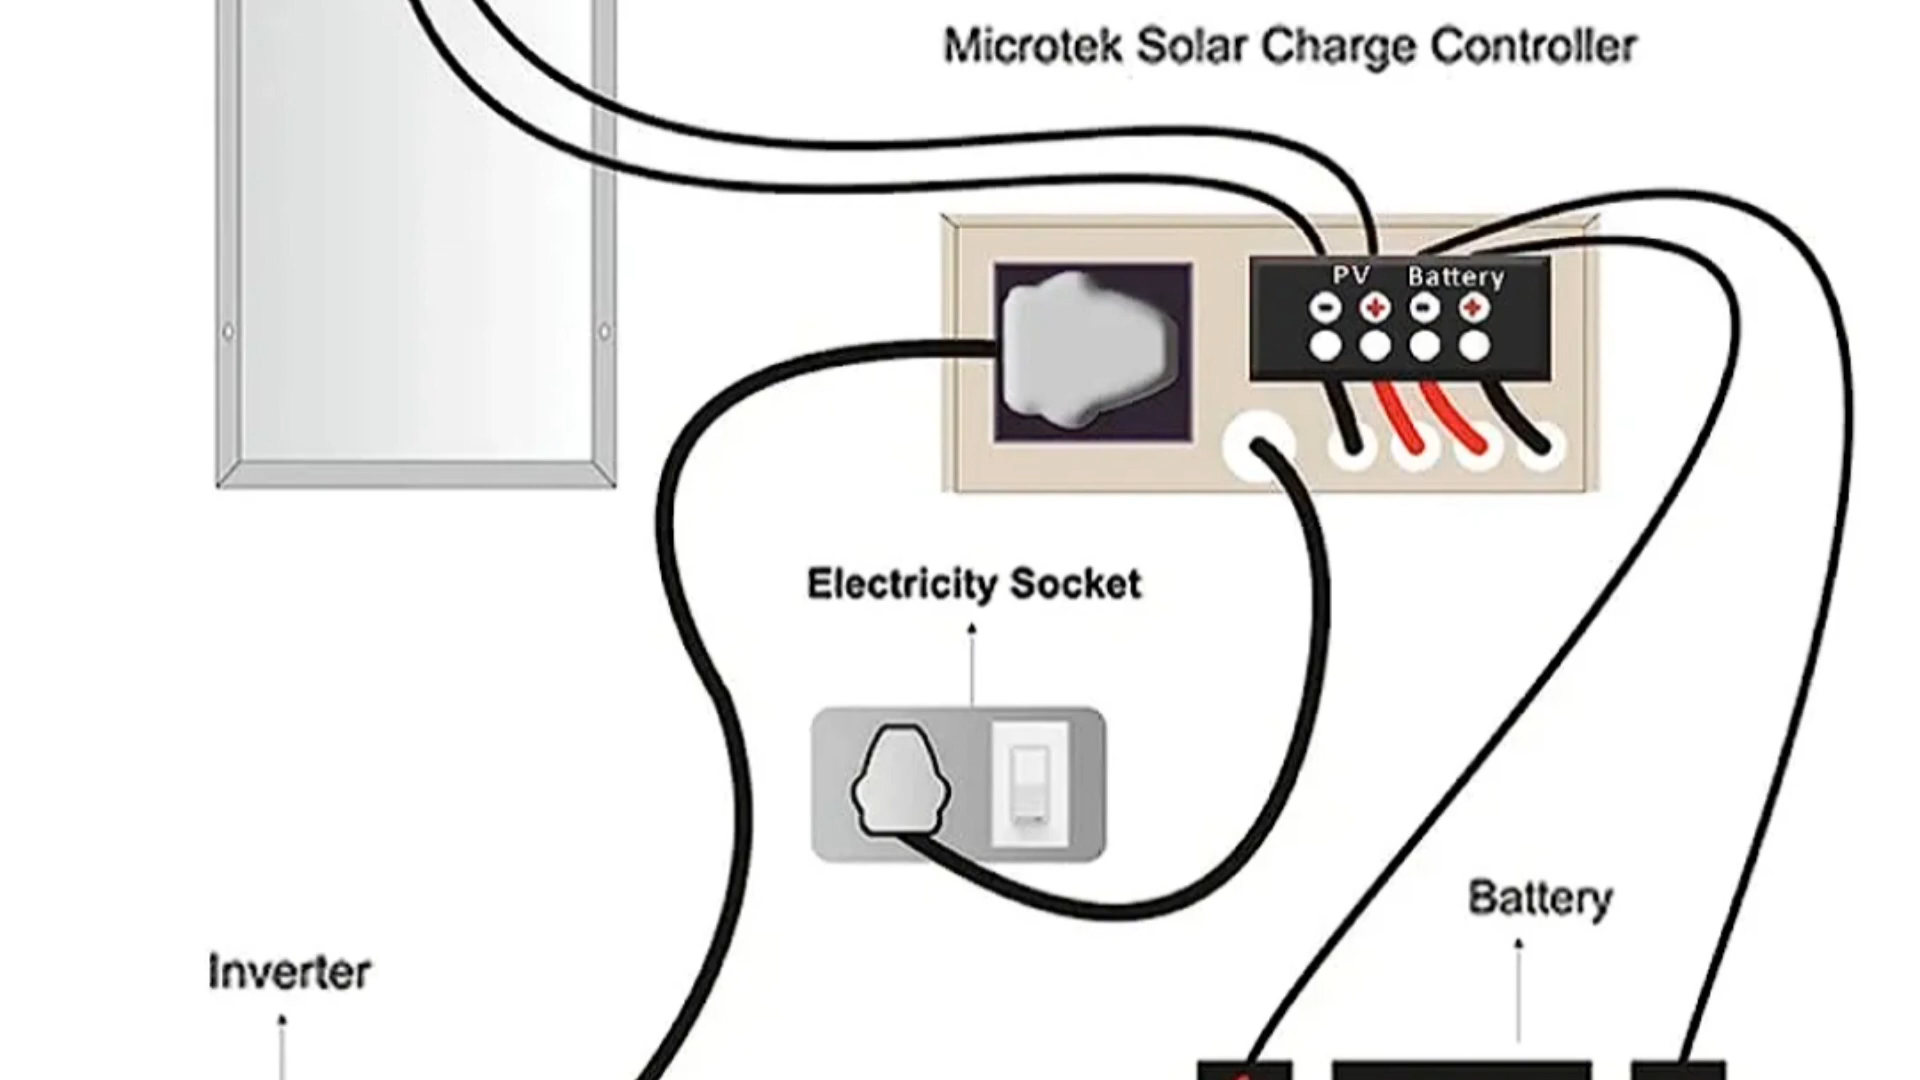 Microtek Solar Charge Controller
PV Battery
- + - +
Electricity Socket
Battery
Inverter